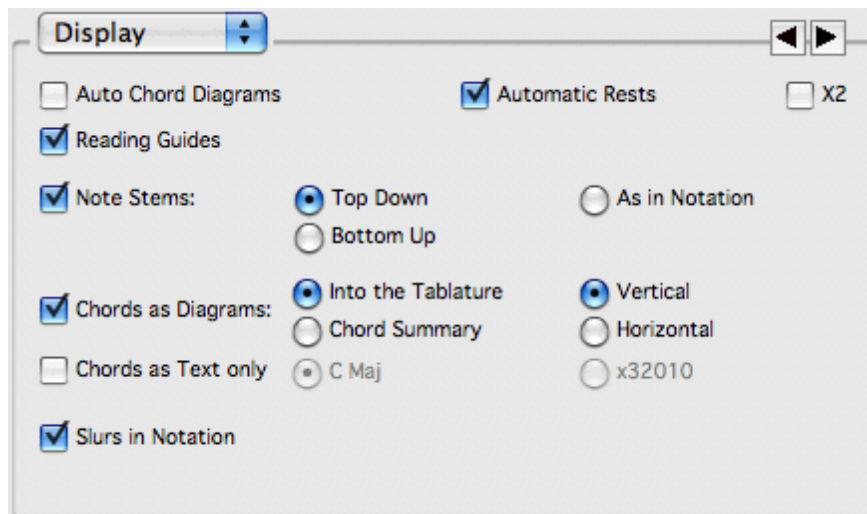 Display
Auto Chord Diagrams Automatic Rests X2
Reading Guides
Note Stems: Top Down As in Notation
Bottom Up
Into the Tablature Vertical
Chords as Diagrams:
Chord Summary Horizontal
Chords as Text only C Maj x32010
Slurs in Notation